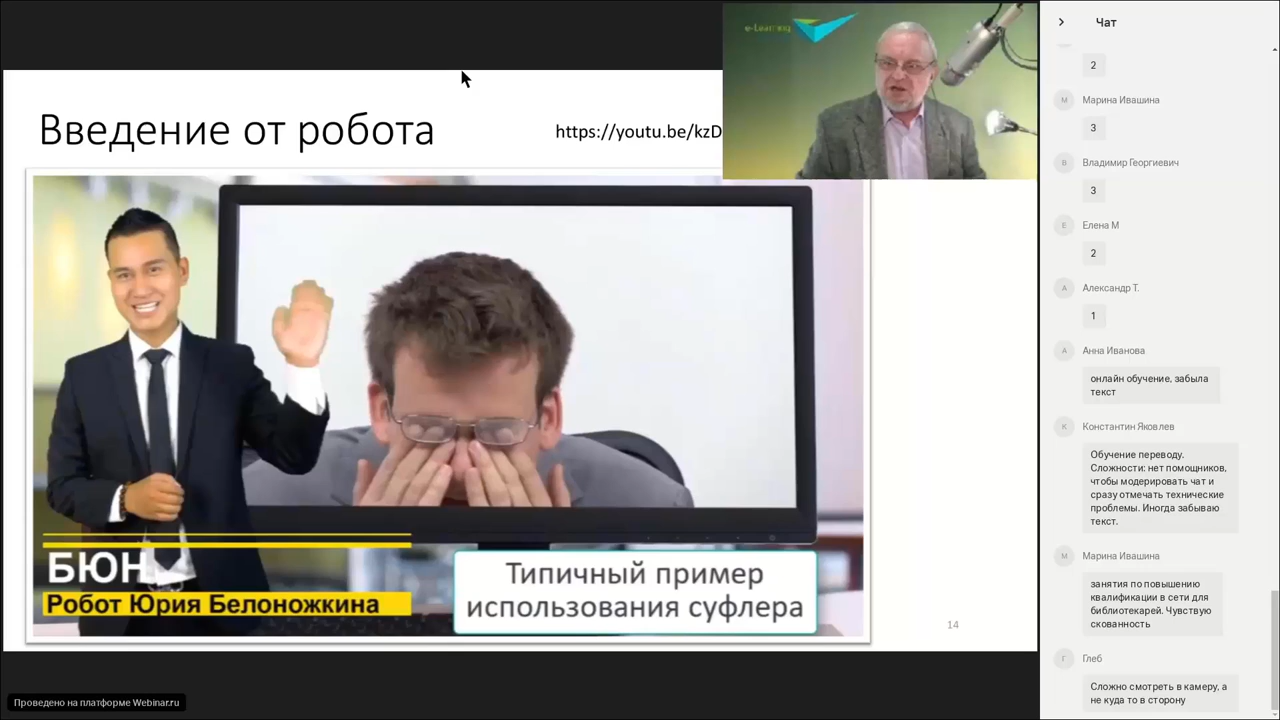 e-Learning
Введение от робота
https://youtu.be/kzD
БЮН
Робот Юрия Белоножкина
Типичный пример
использования суфлера
14
Проведено на платформе Webinar.ru
Чат
2
М
Марина Ивашина
3
В
Владимир Георгиевич
3
Е
Елена М
2
А
Александр Т.
1
А
Анна Иванова
онлайн обучение, забыла
текст
К
Константин Яковлев
Обучение переводу.
Сложности: нет помощников,
чтобы модерировать чат и
сразу отмечать технические
проблемы. Иногда забываю
текст.
М
Марина Ивашина
занятия по повышению
квалификации в сети для
библиотекарей. Чувствую
скованность
Г
Глеб
Сложно смотреть в камеру, а
не куда то в сторону